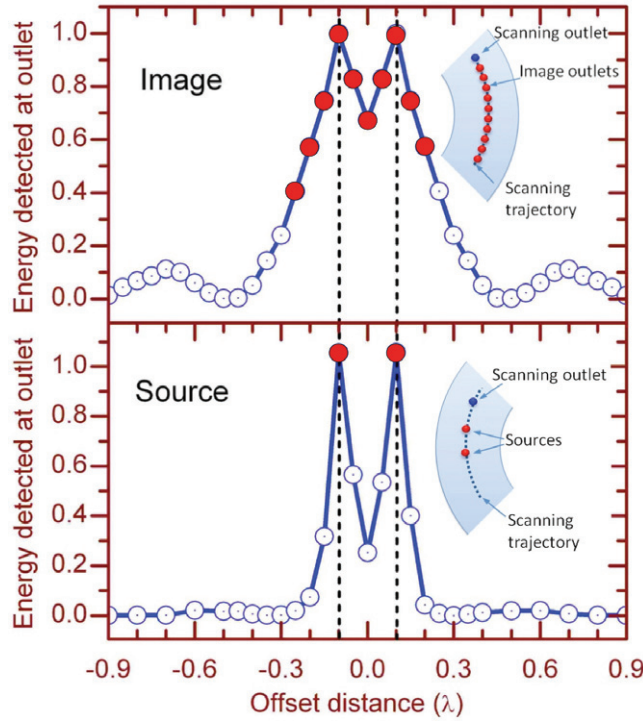 Energy detected at outlet
1.0
0.8
0.6
0.4
0.2
0.0
Image
Scanning outlet
Image outlets
Scanning
trajectory
Energy detected at outlet
1.0
0.8
0.6
0.4
0.2
0.0
Source
Scanning outlet
Sources
Scanning
trajectory
-0.9 -0.6 -0.3 0.0 0.3 0.6 0.9
Offset distance (λ)